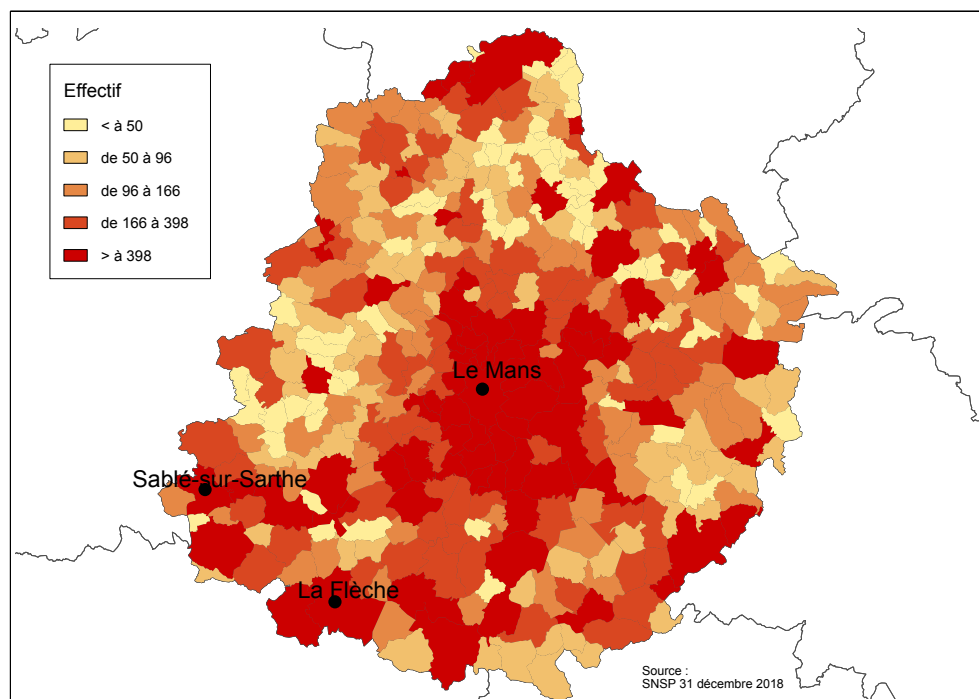 Effectif
< à 50
de 50 à 96
de 96 à 166
de 166 à 398
> à 398
Le Mans
Sablé-sur-Sarthe
La Flèche
Source :
SNSP 31 décembre 2018